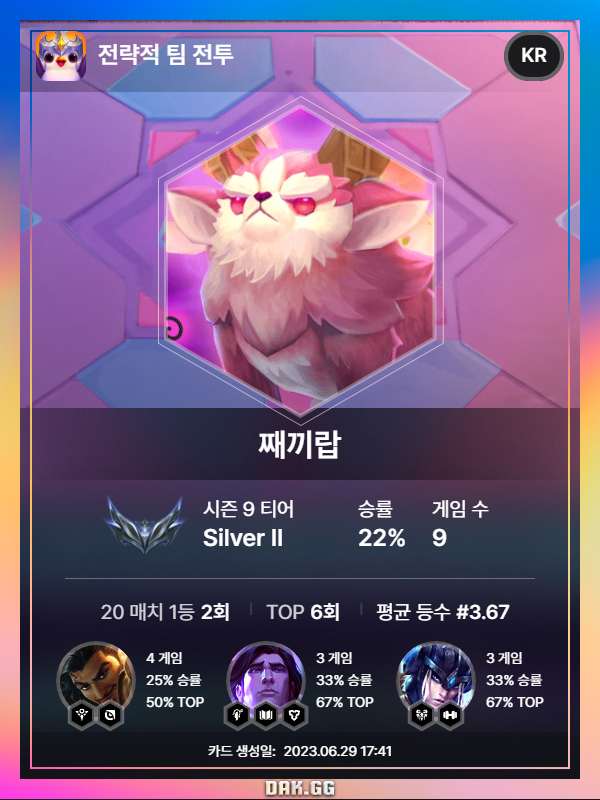 전략적 팀 전투
KR
째끼랍
시즌 9 티어 승률 게임 수
Silver II 22% 9
20 매치 1등 2회 TOP 6회 평균 등수 #3.67
4 게임 3 게임 3 게임
25% 승률 33% 승률 33% 승률
50% TOP 67% TOP 67% TOP
카드 생성일: 2023.06.29 17:41
DAK.GG